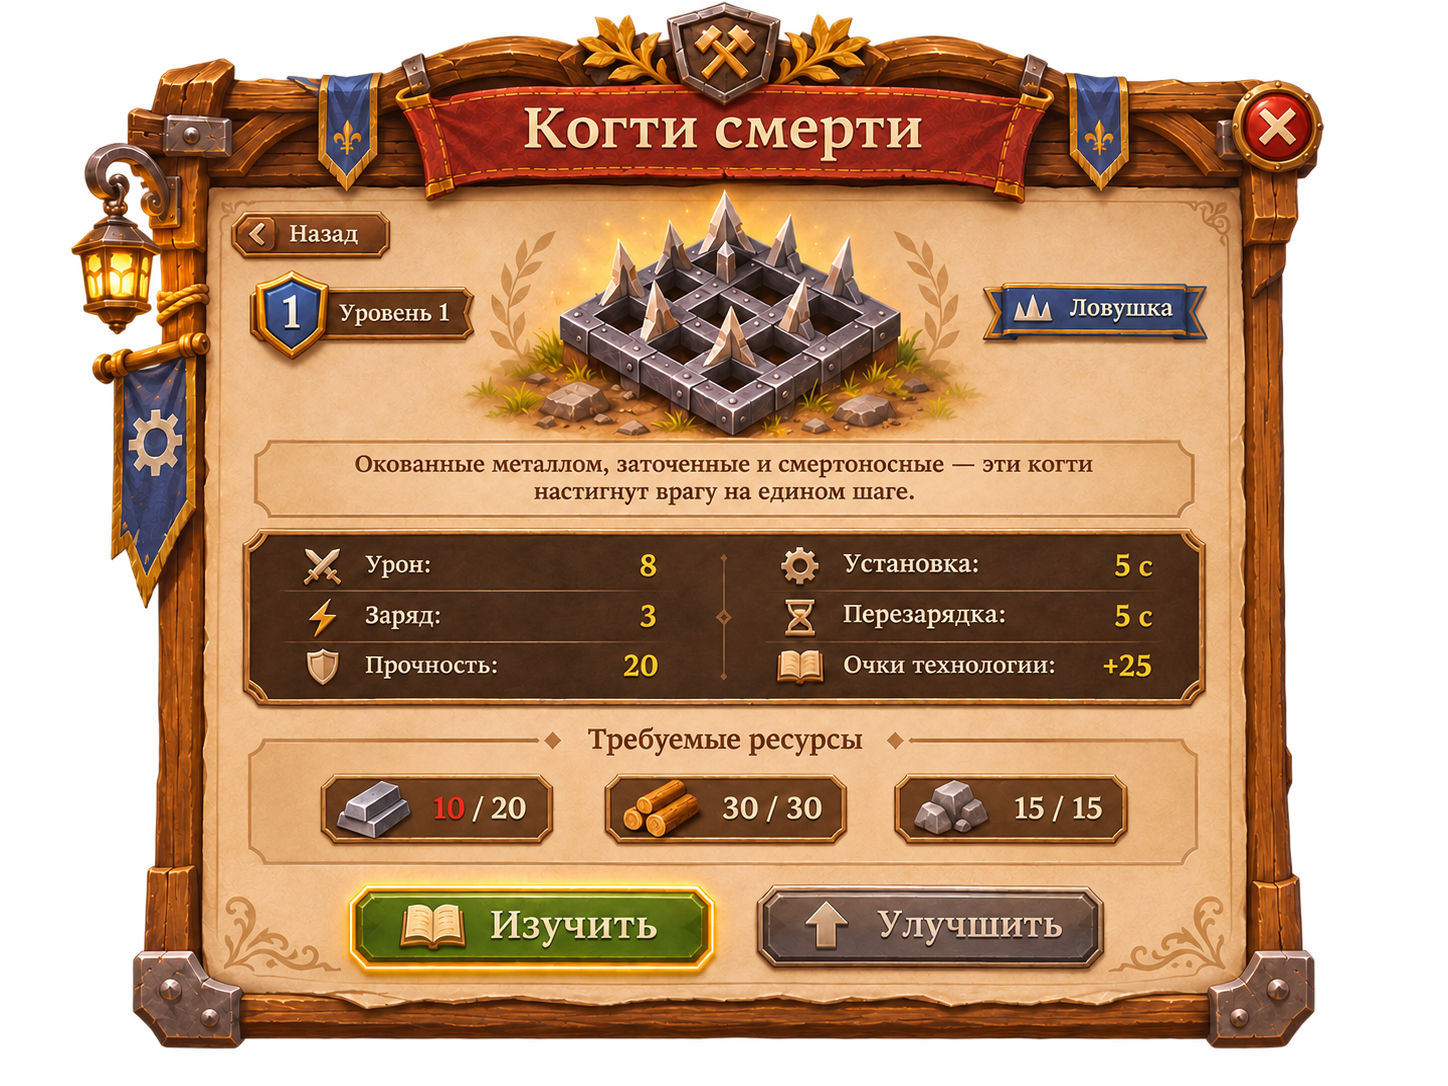 Когти смерти
Назад
1
Уровень 1
Ловушка
Окованные металлом, заточенные и смертоносные — эти когти
настигнут врагу на едином шаге.
Урон: 8
Заряд: 3
Прочность: 20
Установка: 5 с
Перезарядка: 5 с
Очки технологии: +25
Требуемые ресурсы
10 / 20
30 / 30
15 / 15
Изучить
Улучшить